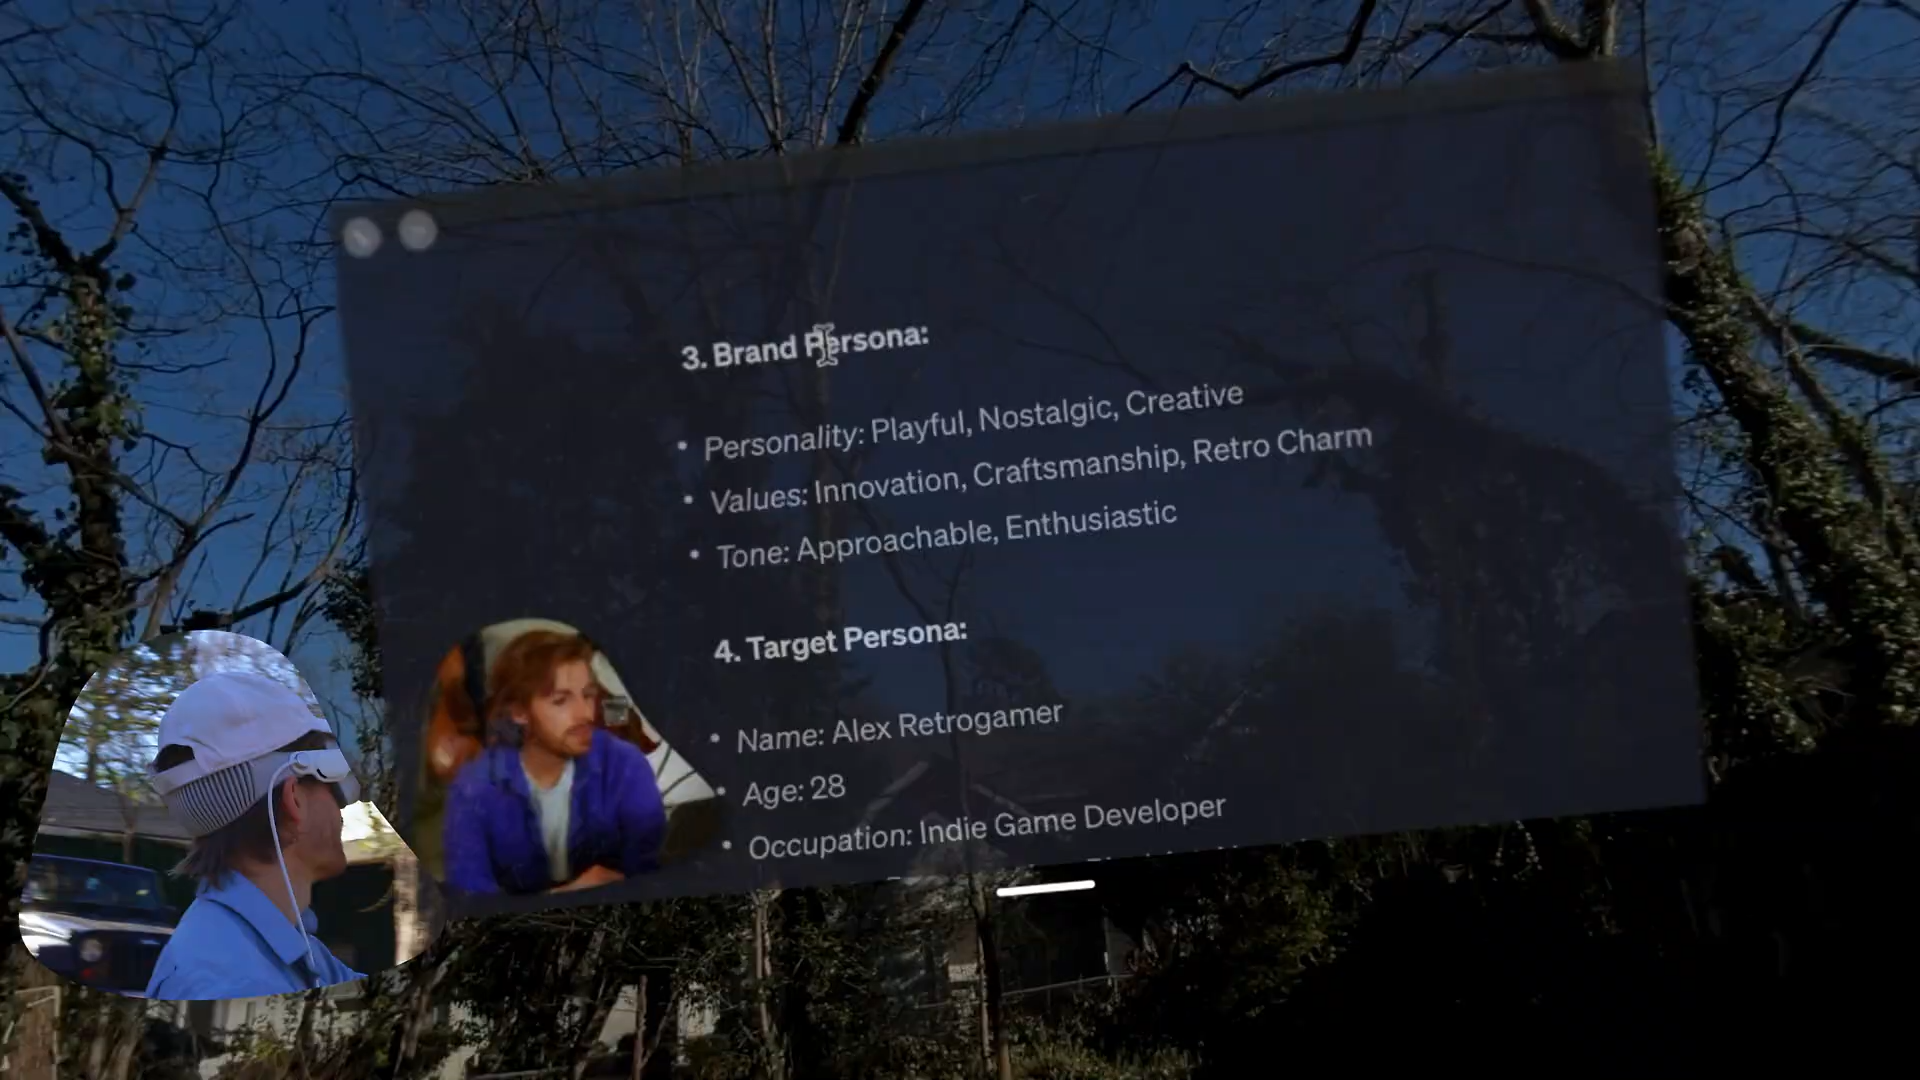 3. Brand Persona:
• Personality: Playful, Nostalgic, Creative
• Values: Innovation, Craftsmanship, Retro Charm
• Tone: Approachable, Enthusiastic
4. Target Persona:
• Name: Alex Retrogamer
• Age: 28
• Occupation: Indie Game Developer